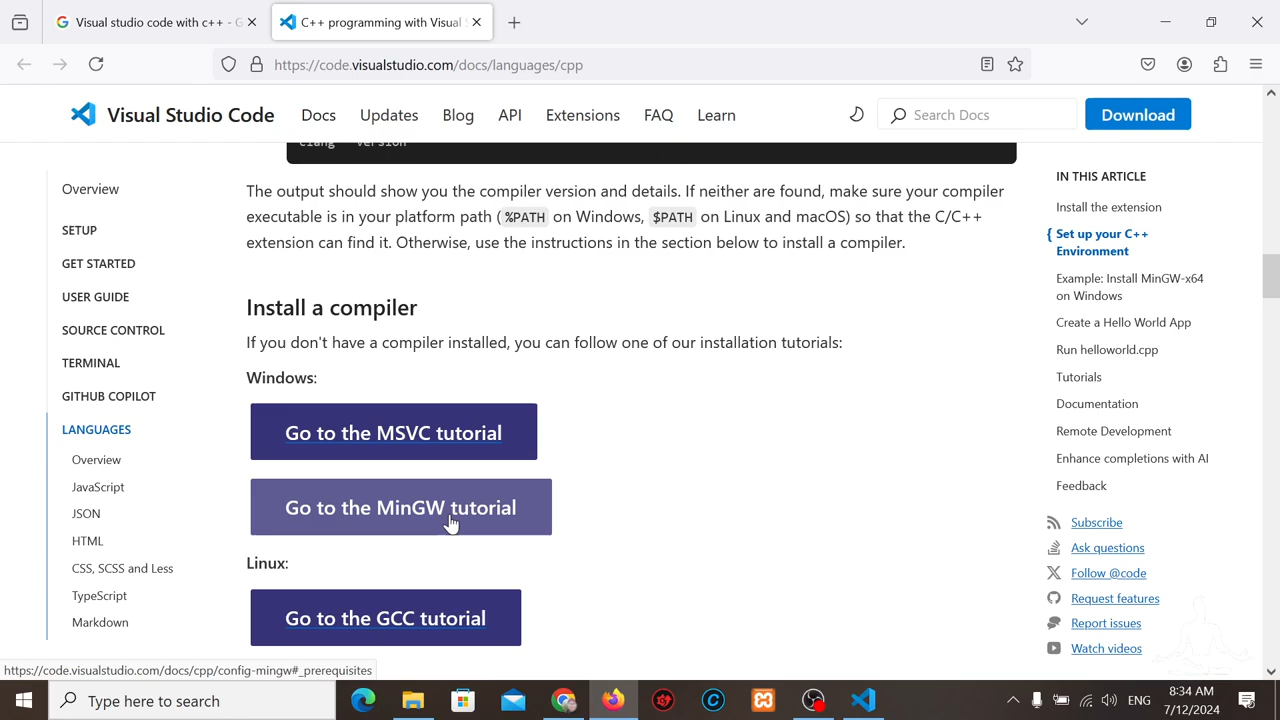 Visual studio code with c++ - G
C++ programming with Visual S
https://code.visualstudio.com/docs/languages/cpp
Visual Studio Code
Docs
Updates
Blog
API
Extensions
FAQ
Learn
Search Docs
Download
clang --version
Overview
SETUP
GET STARTED
USER GUIDE
SOURCE CONTROL
TERMINAL
GITHUB COPILOT
LANGUAGES
Overview
JavaScript
JSON
HTML
CSS, SCSS and Less
TypeScript
Markdown
The output should show you the compiler version and details. If neither are found, make sure your compiler
executable is in your platform path ( %PATH on Windows, $PATH on Linux and macOS) so that the C/C++
extension can find it. Otherwise, use the instructions in the section below to install a compiler.
Install a compiler
If you don't have a compiler installed, you can follow one of our installation tutorials:
Windows:
Go to the MSVC tutorial
Go to the MinGW tutorial
Linux:
Go to the GCC tutorial
IN THIS ARTICLE
Install the extension
{ Set up your C++
Environment
Example: Install MinGW-x64
on Windows
Create a Hello World App
Run helloworld.cpp
Tutorials
Documentation
Remote Development
Enhance completions with AI
Feedback
Subscribe
Ask questions
Follow @code
Request features
Report issues
Watch videos
https://code.visualstudio.com/docs/cpp/config-mingw#_prerequisites
Type here to search
ENG
8:34 AM
7/12/2024